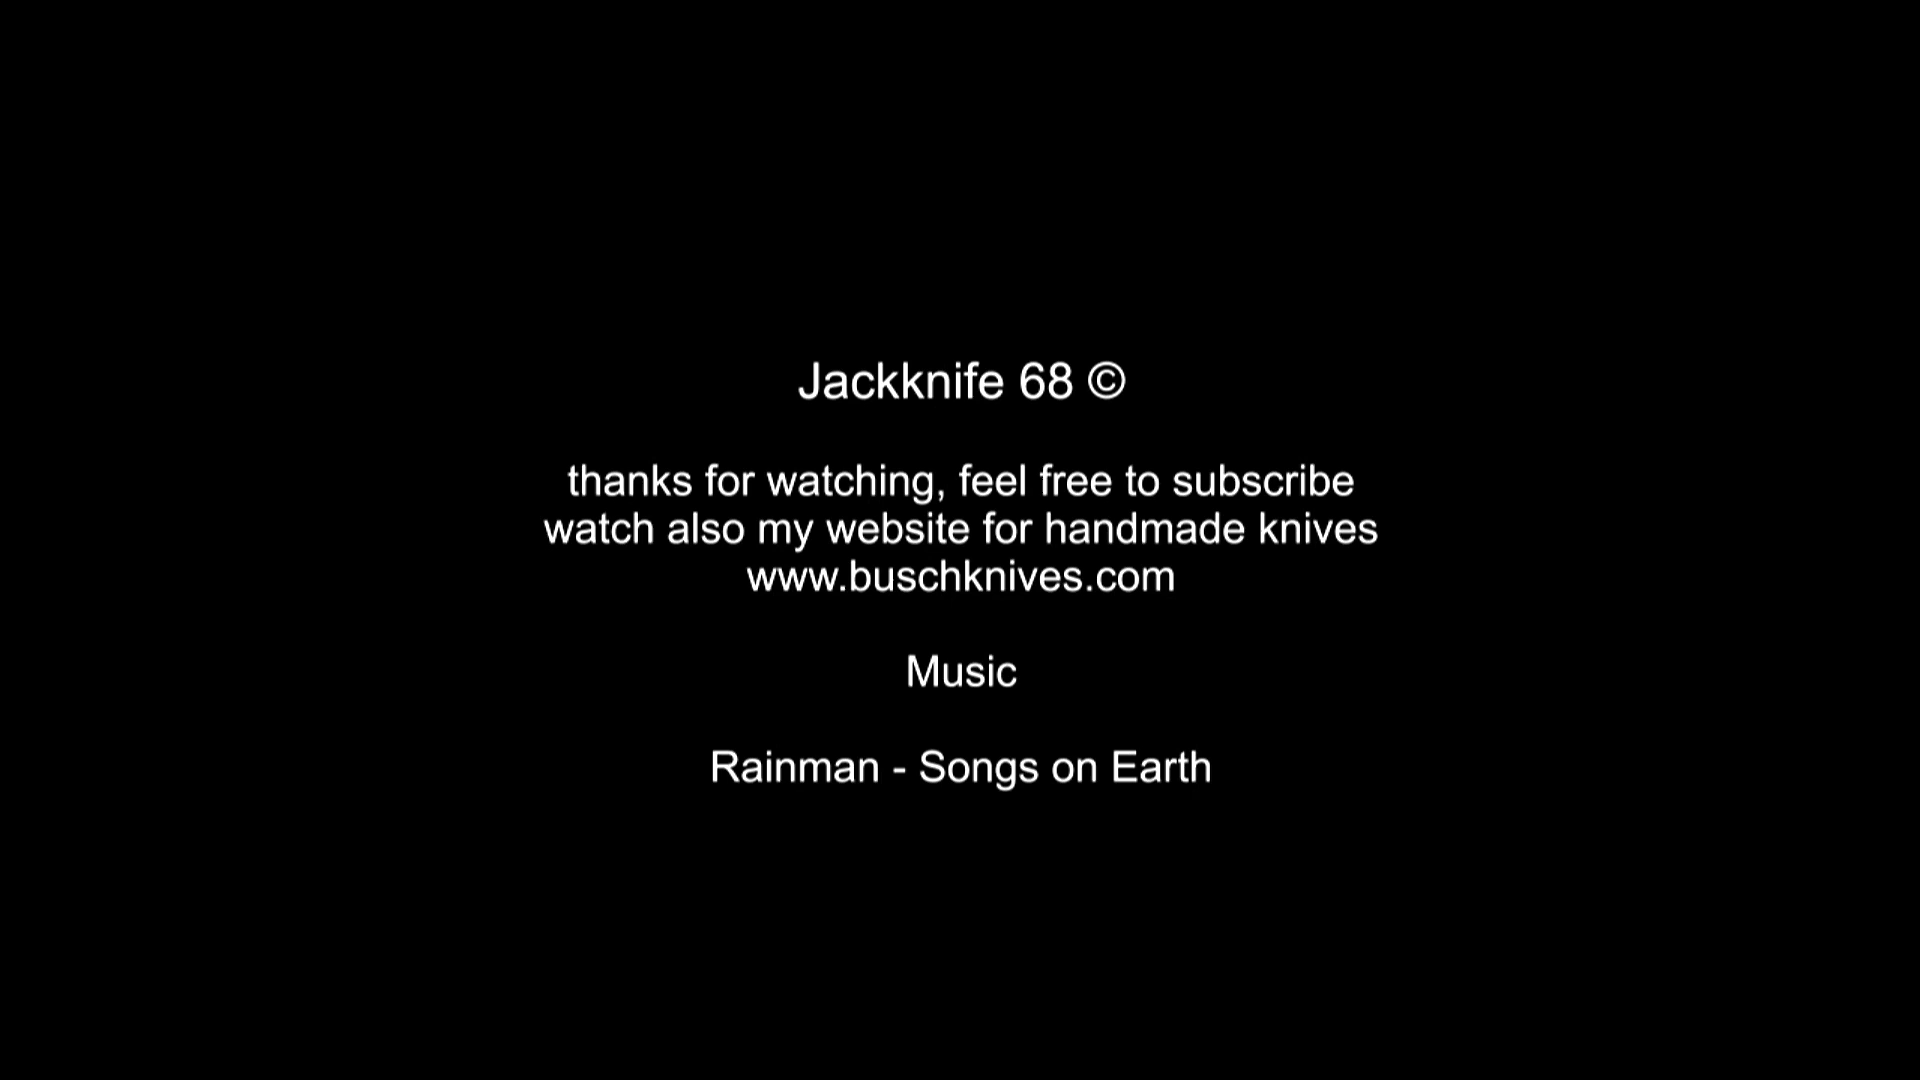 Jackknife 68 ©
thanks for watching, feel free to subscribe
watch also my website for handmade knives
www.buschknives.com
Music
Rainman - Songs on Earth